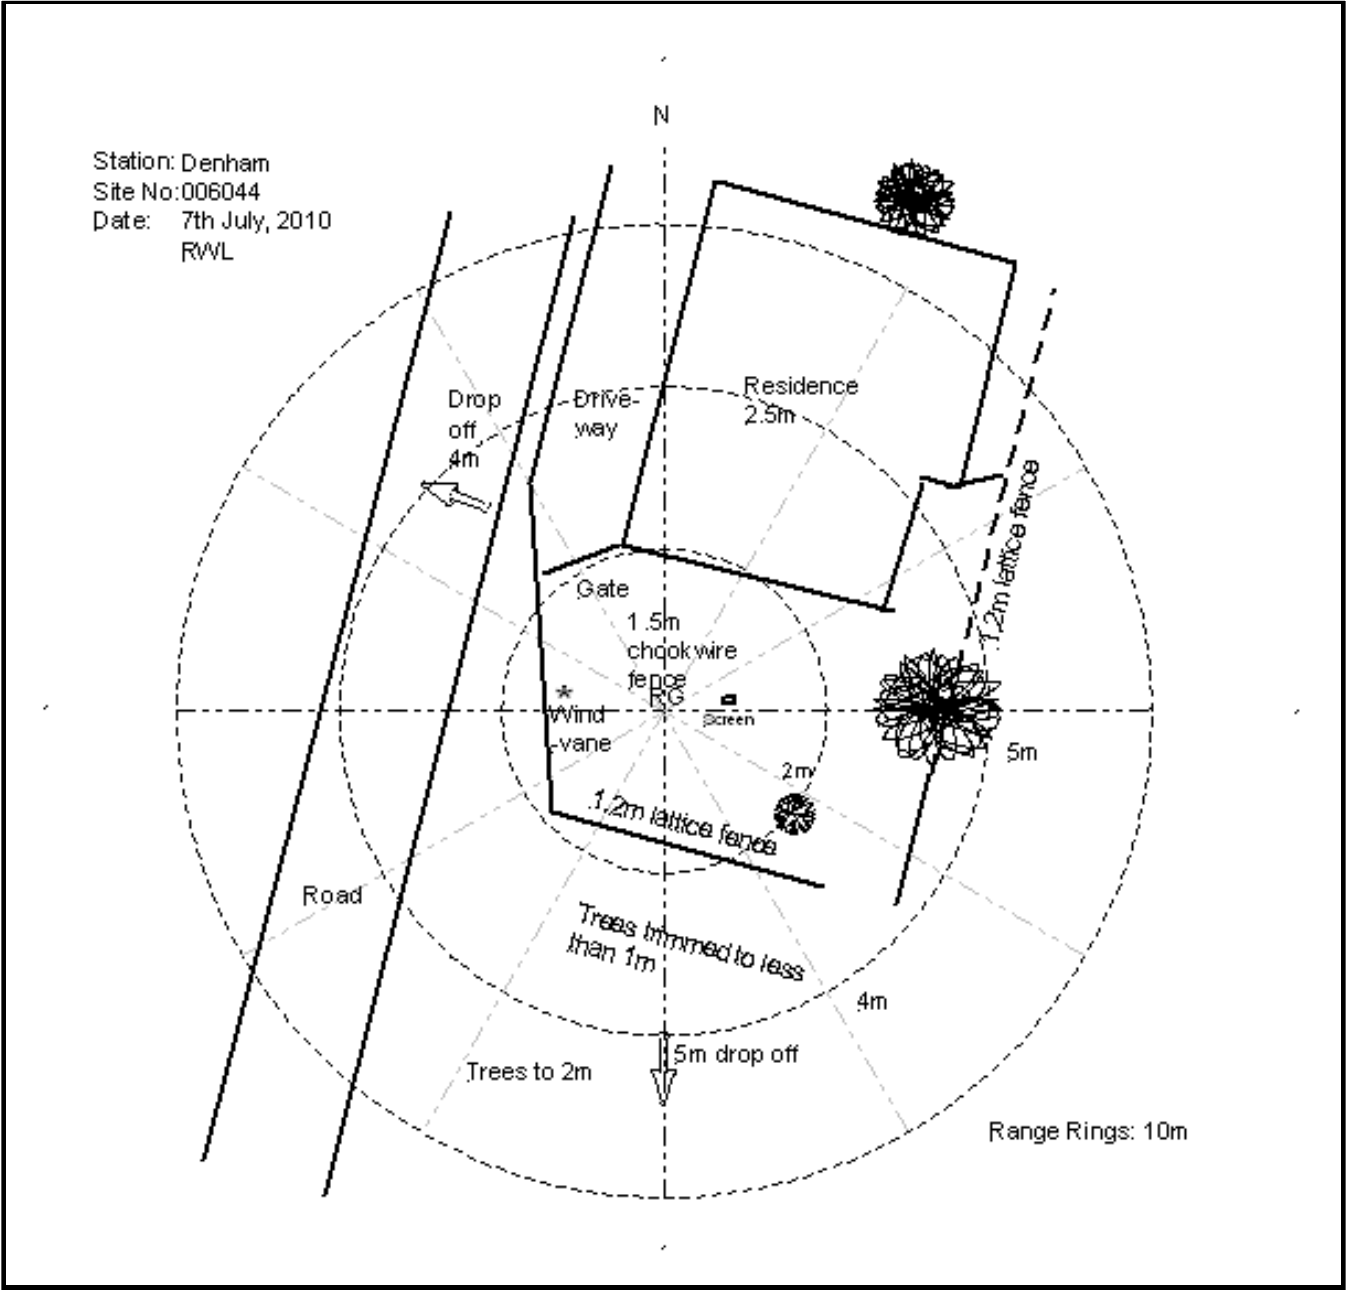 N
Station: Denham
Site No:006044
Date: 7th July, 2010
RWL
Drop
off
4m
Drive-
way
Residence
2.5m
1.2m lattice fence
Gate
1.5m
chookwire
fence
RG
Wind
-vane
Screen
5m
2m
1.2m lattice fence
Road
Trees trimmed to less
than 1m
4m
5m drop off
Trees to 2m
Range Rings: 10m